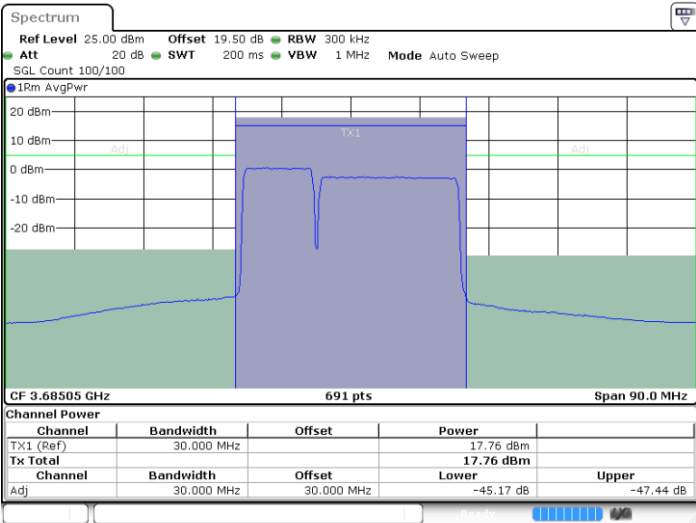 Spectrum
Ref Level 25.00 dBm Offset 19.50 dB RBW 300 kHz
Att 20 dB SWT 200 ms VBW 1 MHz Mode Auto Sweep
SGL Count 100/100
1Rm AvgPwr
20 dBm
TX1
10 dBm
Adj Adj
0 dBm
-10 dBm
-20 dBm
CF 3.68505 GHz 691 pts Span 90.0 MHz
Channel Power
Channel Bandwidth Offset Power
TX1 (Ref) 30.000 MHz 17.76 dBm
Tx Total 17.76 dBm
Channel Bandwidth Offset Lower Upper
Adj 30.000 MHz 30.000 MHz -45.17 dB -47.44 dB
Ready